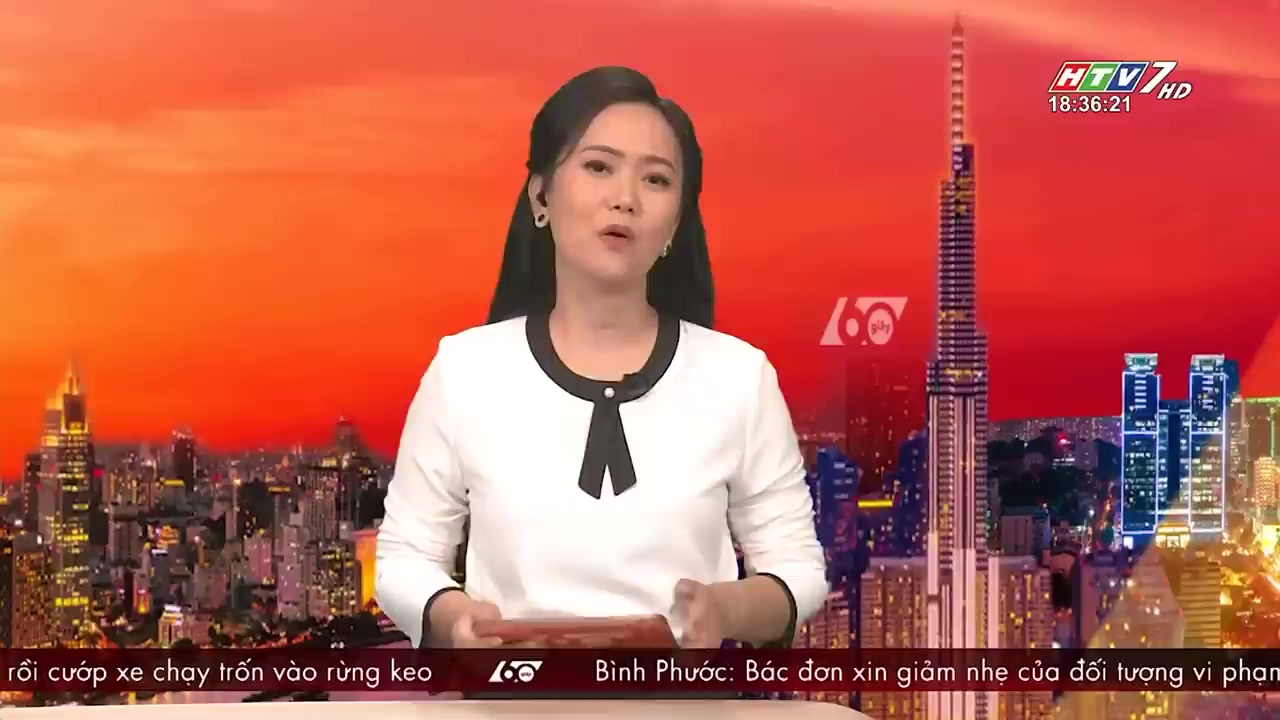 HTV7 HD
18:36:21
60 giây
rồi cướp xe chạy trốn vào rừng keo 60 giây Bình Phước: Bác đơn xin giảm nhẹ của đối tượng vi phạm